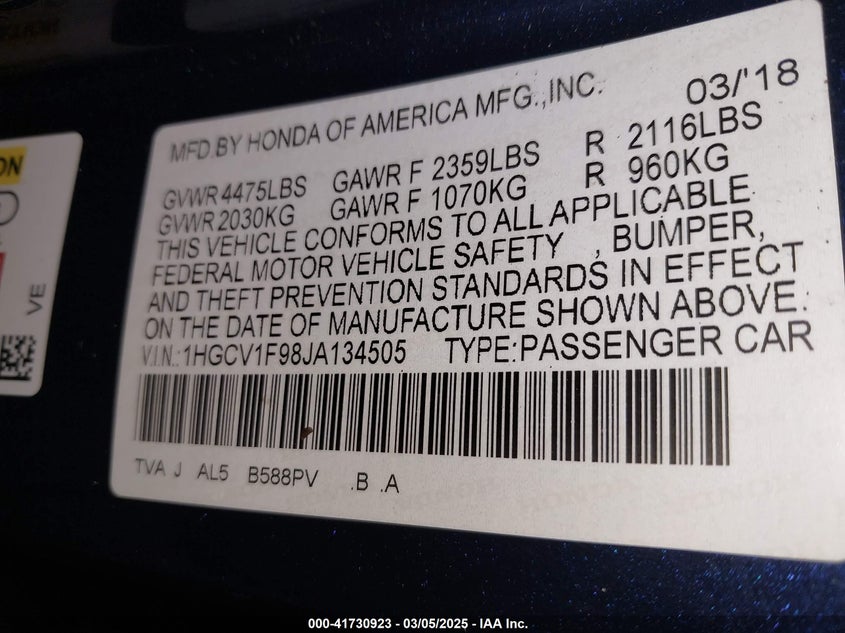 MFD.BY HONDA OF AMERICA MFG.,INC. 03/'18
GVWR 4475LBS GAWR F 2359LBS R 2116LBS
GVWR 2030KG GAWR F 1070KG R 960KG
THIS VEHICLE CONFORMS TO ALL APPLICABLE
FEDERAL MOTOR VEHICLE SAFETY , BUMPER,
AND THEFT PREVENTION STANDARDS IN EFFECT
ON THE DATE OF MANUFACTURE SHOWN ABOVE.
V.I.N.:1HGCV1F98JA134505 TYPE:PASSENGER CAR
TVA J AL5 B588PV .B .A
VE
000-41730923 - 03/05/2025 - IAA Inc.